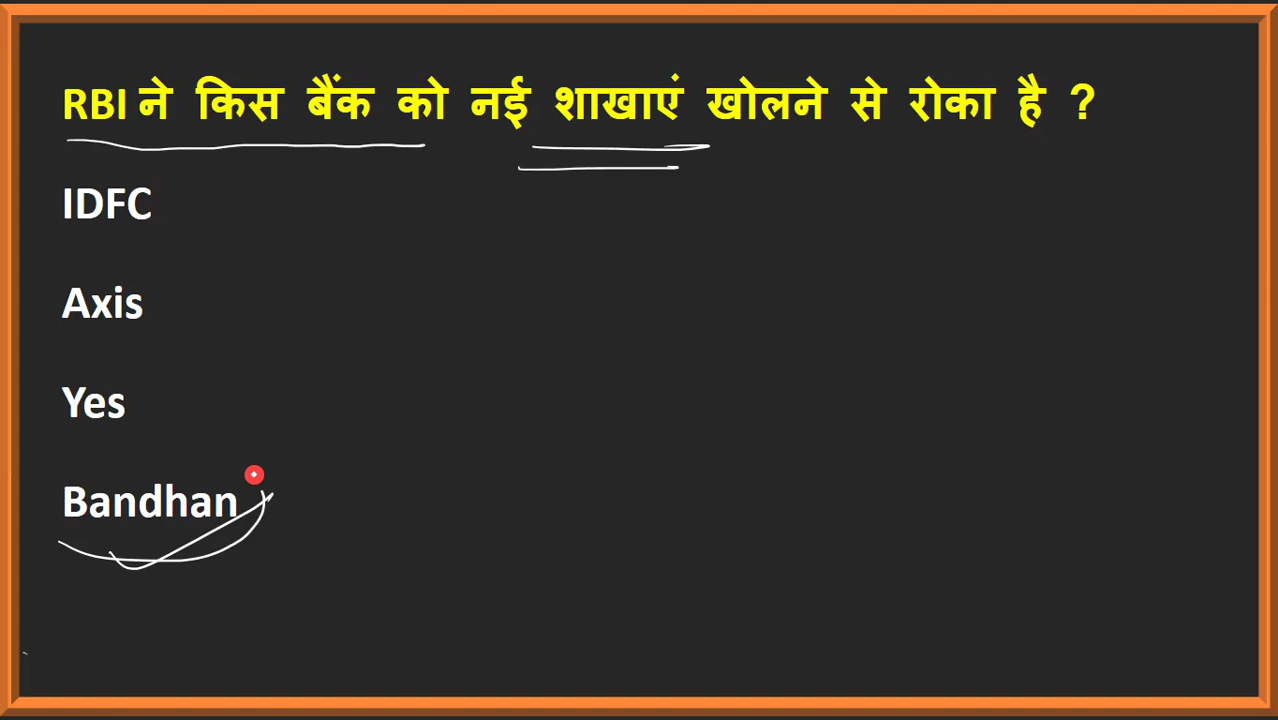 RBI ने किस बैंक को नई शाखाएं खोलने से रोका है ?
IDFC
Axis
Yes
Bandhan